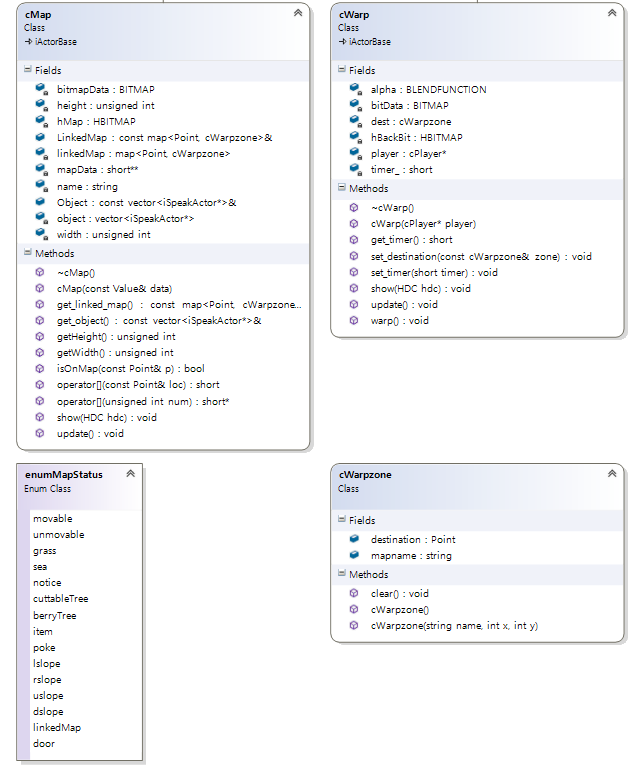 cMap
Class
iActorBase
Fields
bitmapData : BITMAP
height : unsigned int
hMap : HBITMAP
LinkedMap : const map<Point, cWarpzone>&
linkedMap : map<Point, cWarpzone>
mapData : short**
name : string
Object : const vector<iSpeakActor*>&
object : vector<iSpeakActor*>
width : unsigned int
Methods
~cMap()
cMap(const Value& data)
get_linked_map() : const map<Point, cWarpzone...
get_object() : const vector<iSpeakActor*>&
getHeight() : unsigned int
getWidth() : unsigned int
isOnMap(const Point& p) : bool
operator[](const Point& loc) : short
operator[](unsigned int num) : short*
show(HDC hdc) : void
update() : void
cWarp
Class
iActorBase
Fields
alpha : BLENDFUNCTION
bitData : BITMAP
dest : cWarpzone
hBackBit : HBITMAP
player : cPlayer*
timer_ : short
Methods
~cWarp()
cWarp(cPlayer* player)
get_timer() : short
set_destination(const cWarpzone& zone) : void
set_timer(short timer) : void
show(HDC hdc) : void
update() : void
warp() : void
enumMapStatus
Enum Class
movable
unmovable
grass
sea
notice
cuttableTree
berryTree
item
poke
lslope
rslope
uslope
dslope
linkedMap
door
cWarpzone
Class
Fields
destination : Point
mapname : string
Methods
clear() : void
cWarpzone()
cWarpzone(string name, int x, int y)